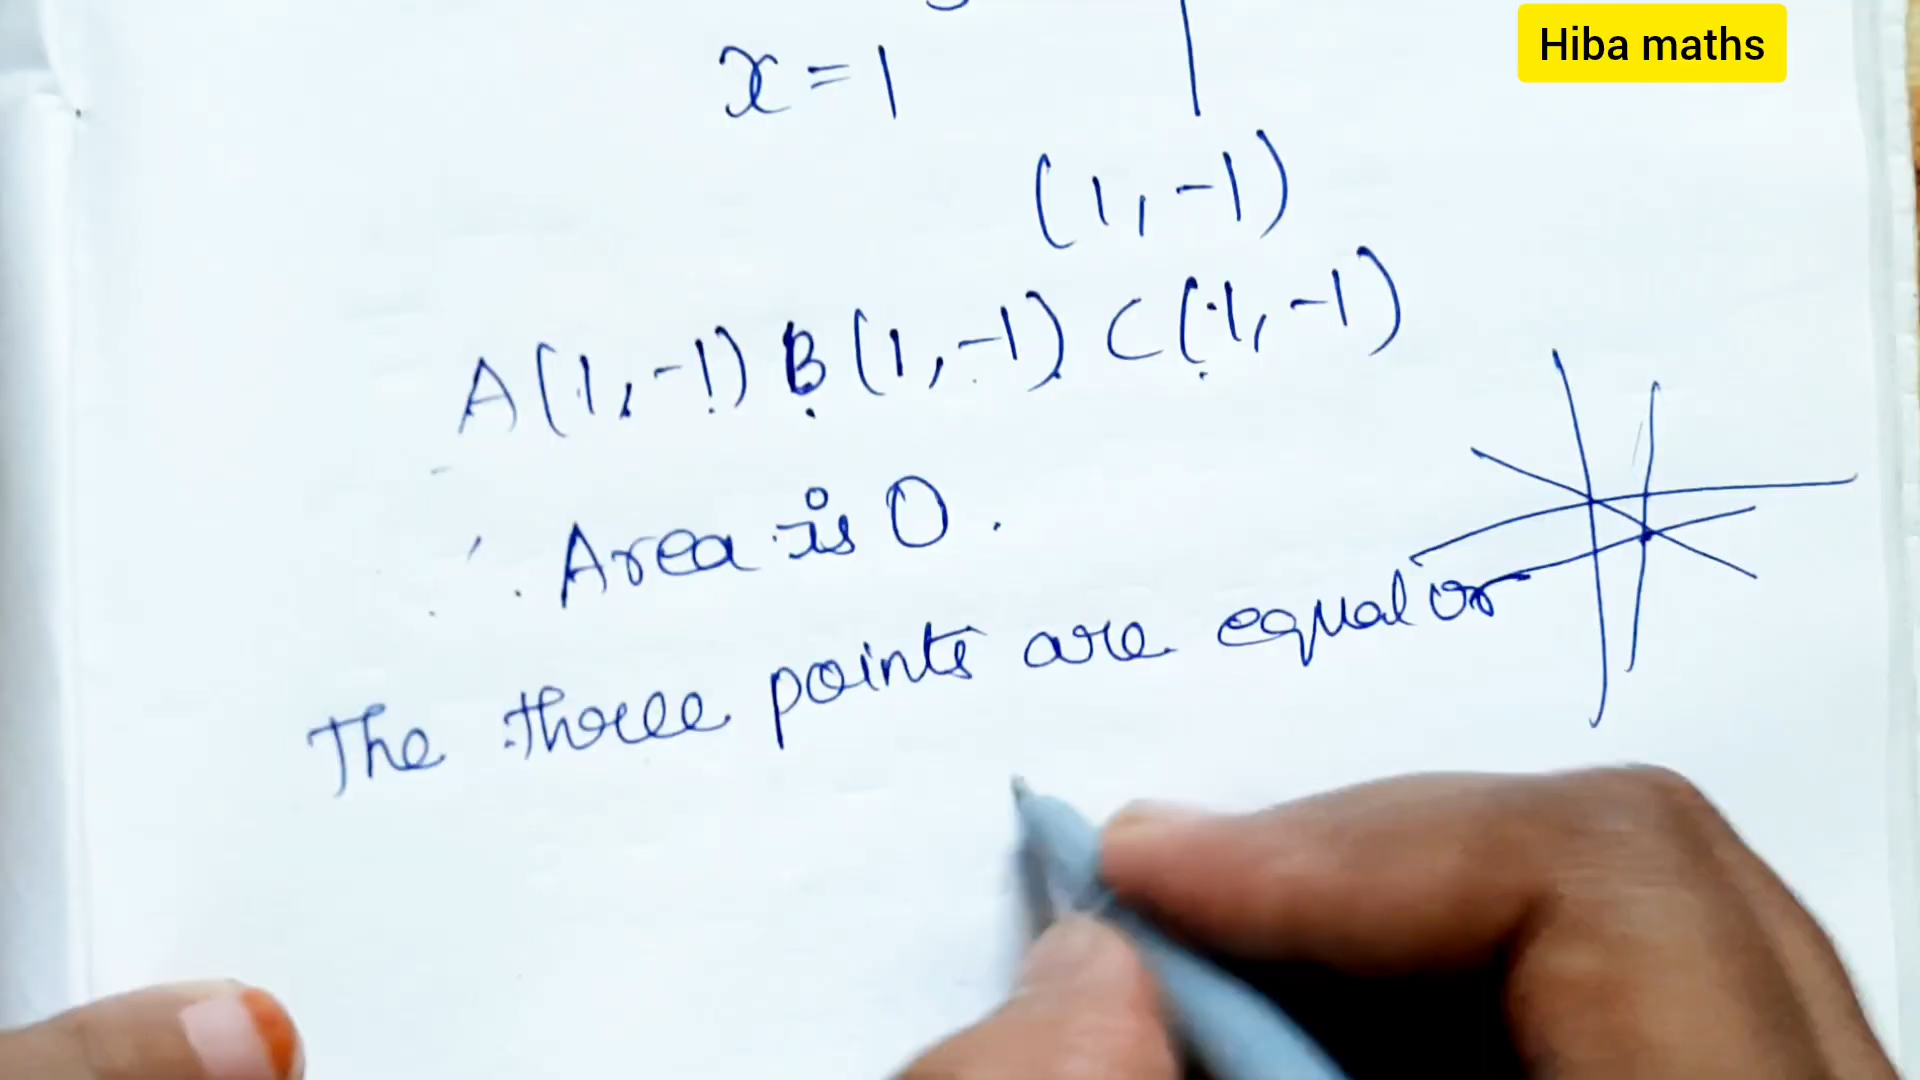 Hiba maths
x = 1
(1, -1)
A(1, -1) B(1, -1) C(1, -1)
∴ Area is 0.
The three points are equal or